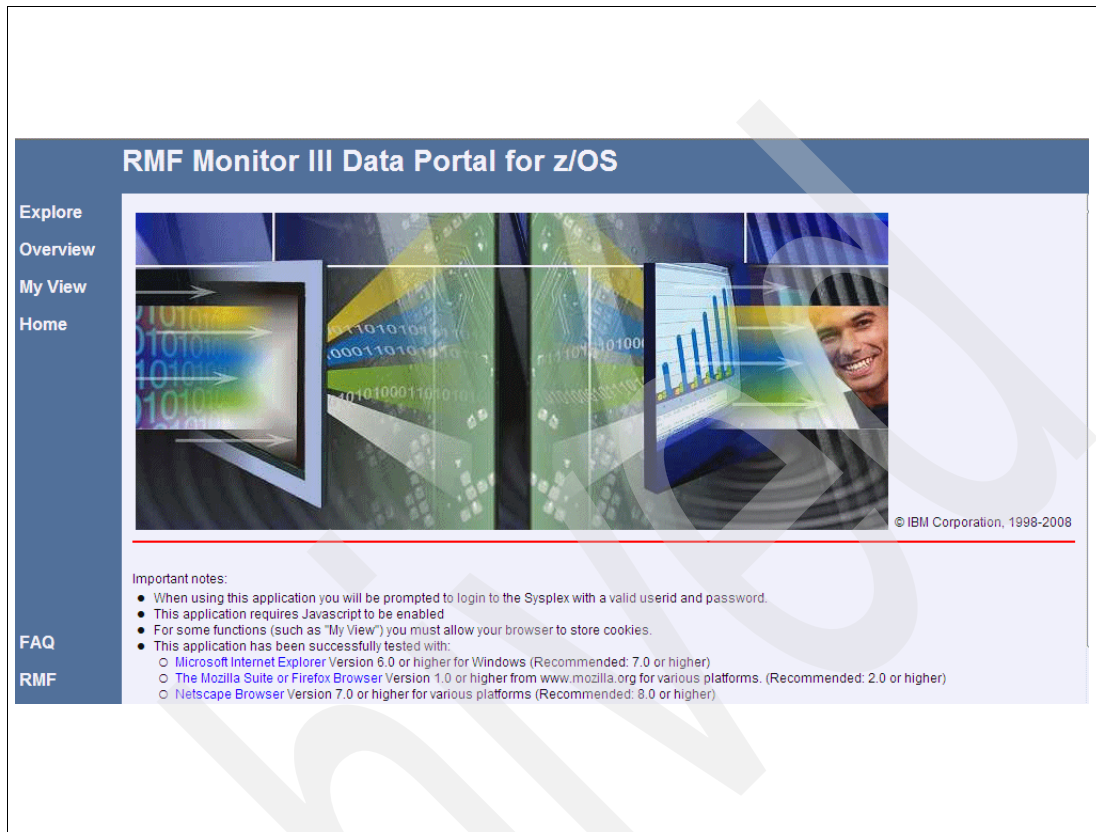 RMF Monitor III Data Portal for z/OS
Explore
Overview
My View
Home
© IBM Corporation, 1998-2008
Important notes:
When using this application you will be prompted to login to the Sysplex with a valid userid and password.
This application requires Javascript to be enabled
For some functions (such as "My View") you must allow your browser to store cookies.
This application has been successfully tested with:
Microsoft Internet Explorer Version 6.0 or higher for Windows (Recommended: 7.0 or higher)
The Mozilla Suite or Firefox Browser Version 1.0 or higher from www.mozilla.org for various platforms. (Recommended: 2.0 or higher)
Netscape Browser Version 7.0 or higher for various platforms (Recommended: 8.0 or higher)
FAQ
RMF